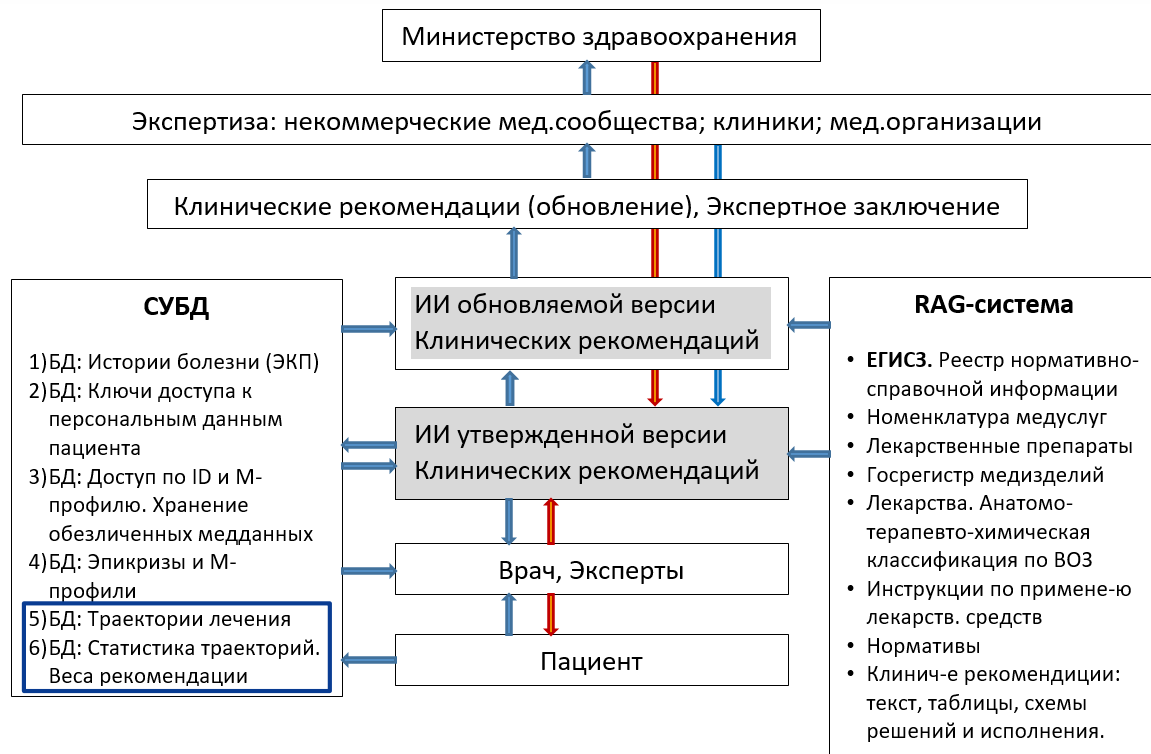 Министерство здравоохранения
Экспертиза: некоммерческие мед.сообщества; клиники; мед.организации
Клинические рекомендации (обновление), Экспертное заключение
СУБД
1) БД: Истории болезни (ЭКП)
2) БД: Ключи доступа к
персональным данным
пациента
3) БД: Доступ по ID и М-
профилю. Хранение
обезличенных медданных
4) БД: Эпикризы и М-
профили
5) БД: Траектории лечения
6) БД: Статистика траекторий.
Веса рекомендации
ИИ обновляемой версии
Клинических рекомендаций
ИИ утвержденной версии
Клинических рекомендаций
Врач, Эксперты
Пациент
RAG-система
• ЕГИСЗ. Реестр нормативно-
справочной информации
• Номенклатура медуслуг
• Лекарственные препараты
• Госрегистр медизделий
• Лекарства. Анатомо-
терапевто-химическая
классификация по ВОЗ
• Инструкции по примене-ю
лекарств. средств
• Нормативы
• Клинич-е рекомендиции:
текст, таблицы, схемы
решений и исполнения.